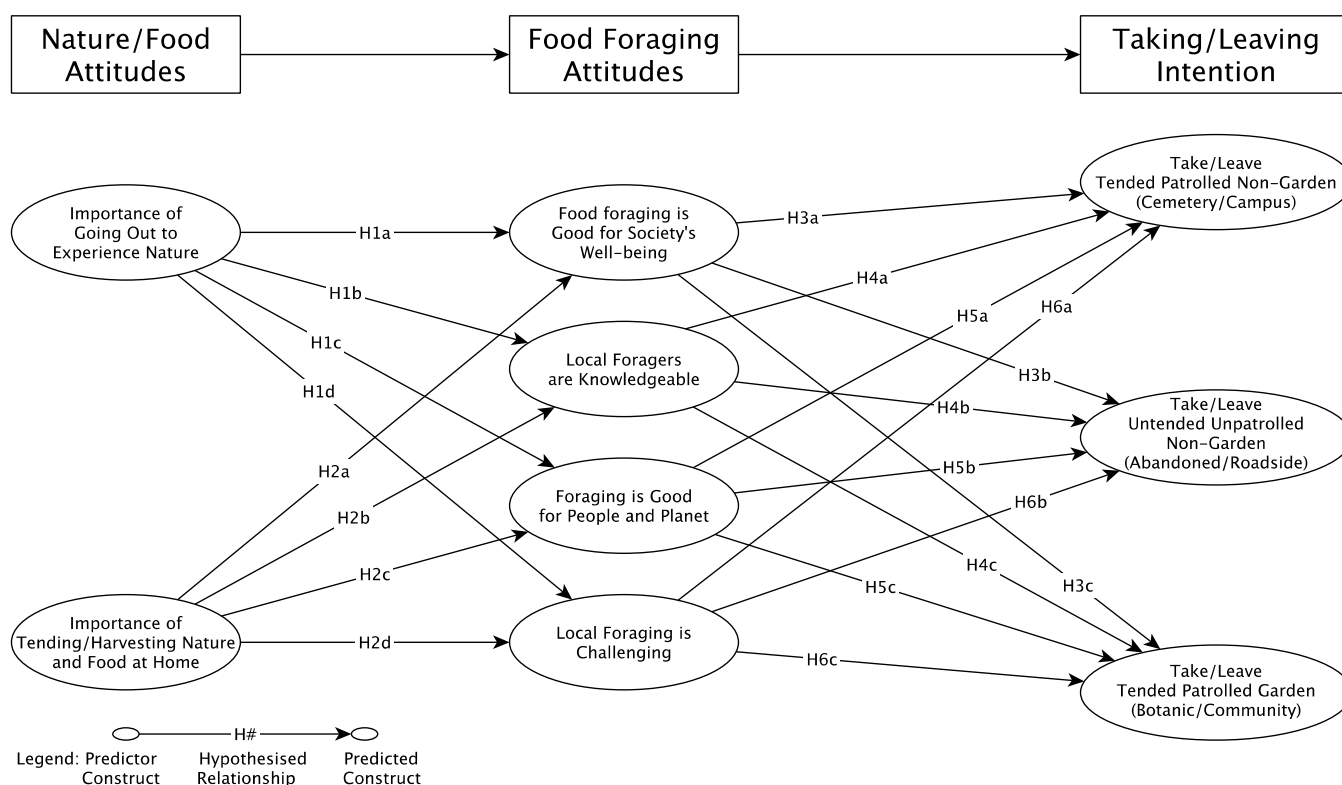 Nature/Food
Attitudes
Food Foraging
Attitudes
Taking/Leaving
Intention
Importance of
Going Out to
Experience Nature
Food foraging is
Good for Society's
Well-being
Take/Leave
Tended Patrolled Non-Garden
(Cemetery/Campus)
H1a
H1b
H1c
H1d
H3a
H4a
H5a
H6a
Local Foragers
are Knowledgeable
H3b
H4b
Take/Leave
Untended Unpatrolled
Non-Garden
(Abandoned/Roadside)
H2a
H2b
H2c
H2d
Foraging is Good
for People and Planet
H5b
H6b
H4c
H5c
H3c
Importance of
Tending/Harvesting Nature
and Food at Home
Local Foraging is
Challenging
H6c
Take/Leave
Tended Patrolled Garden
(Botanic/Community)
H#
Legend: Predictor
Construct
Hypothesised
Relationship
Predicted
Construct